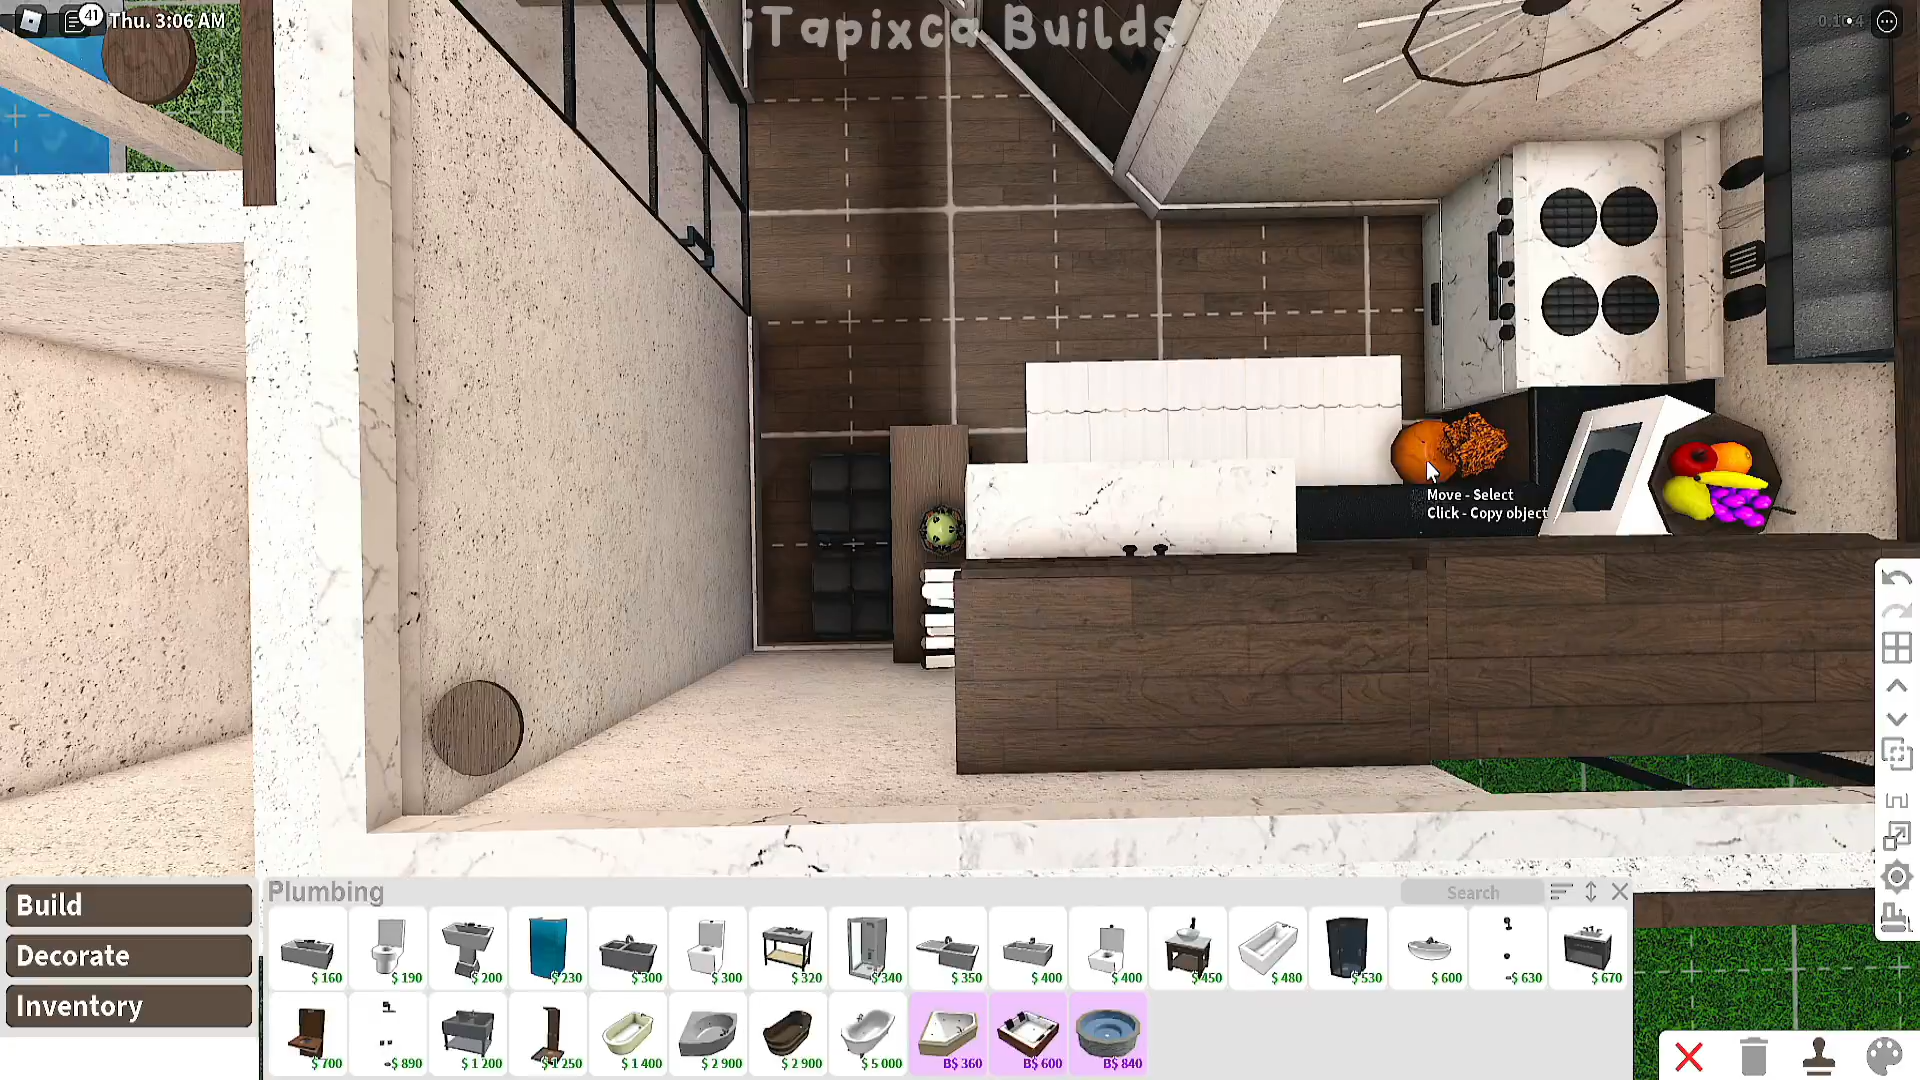 41 Thu. 3:06 AM
iTapixca Builds
Move - Select
Click - Copy object
Build
Decorate
Inventory
Plumbing
Search
$ 160
$ 190
$ 200
$ 230
$ 300
$ 300
$ 320
$ 340
$ 350
$ 400
$ 400
$ 450
$ 480
$ 530
$ 600
$ 630
$ 670
$ 700
$ 890
$ 1 200
$ 1 250
$ 1 400
$ 2 900
$ 2 900
$ 5 000
B$ 360
B$ 600
B$ 840